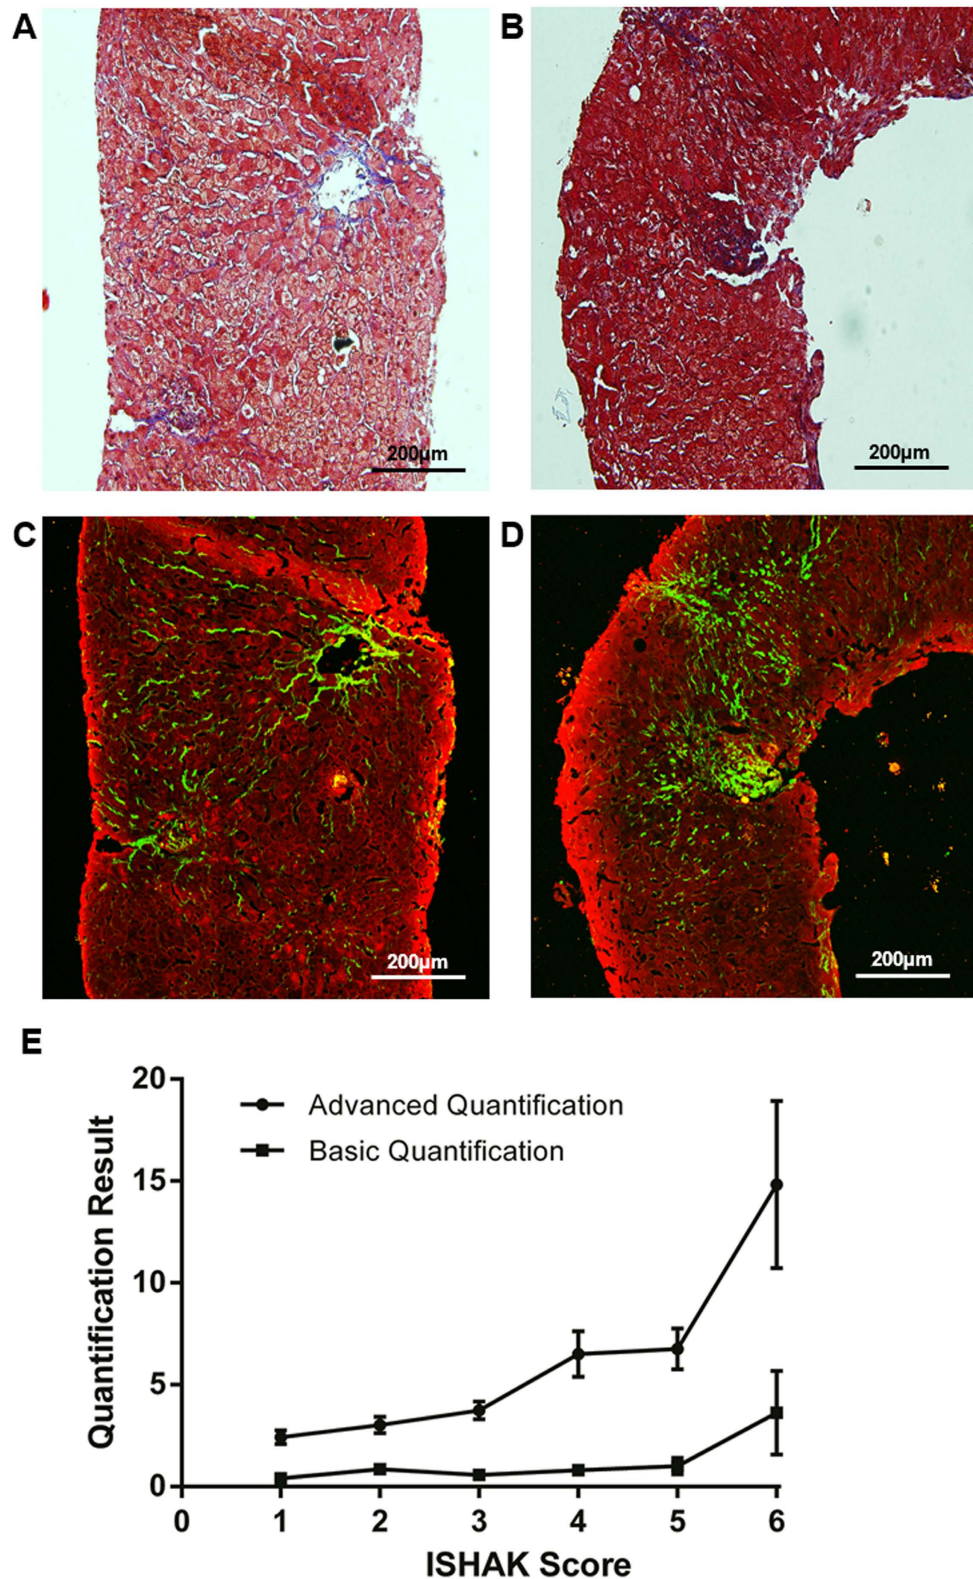 A
B
200μm
200μm
C
D
200μm
200μm
E
20
15
10
5
0
Quantification Result
Advanced Quantification
Basic Quantification
0 1 2 3 4 5 6
ISHAK Score